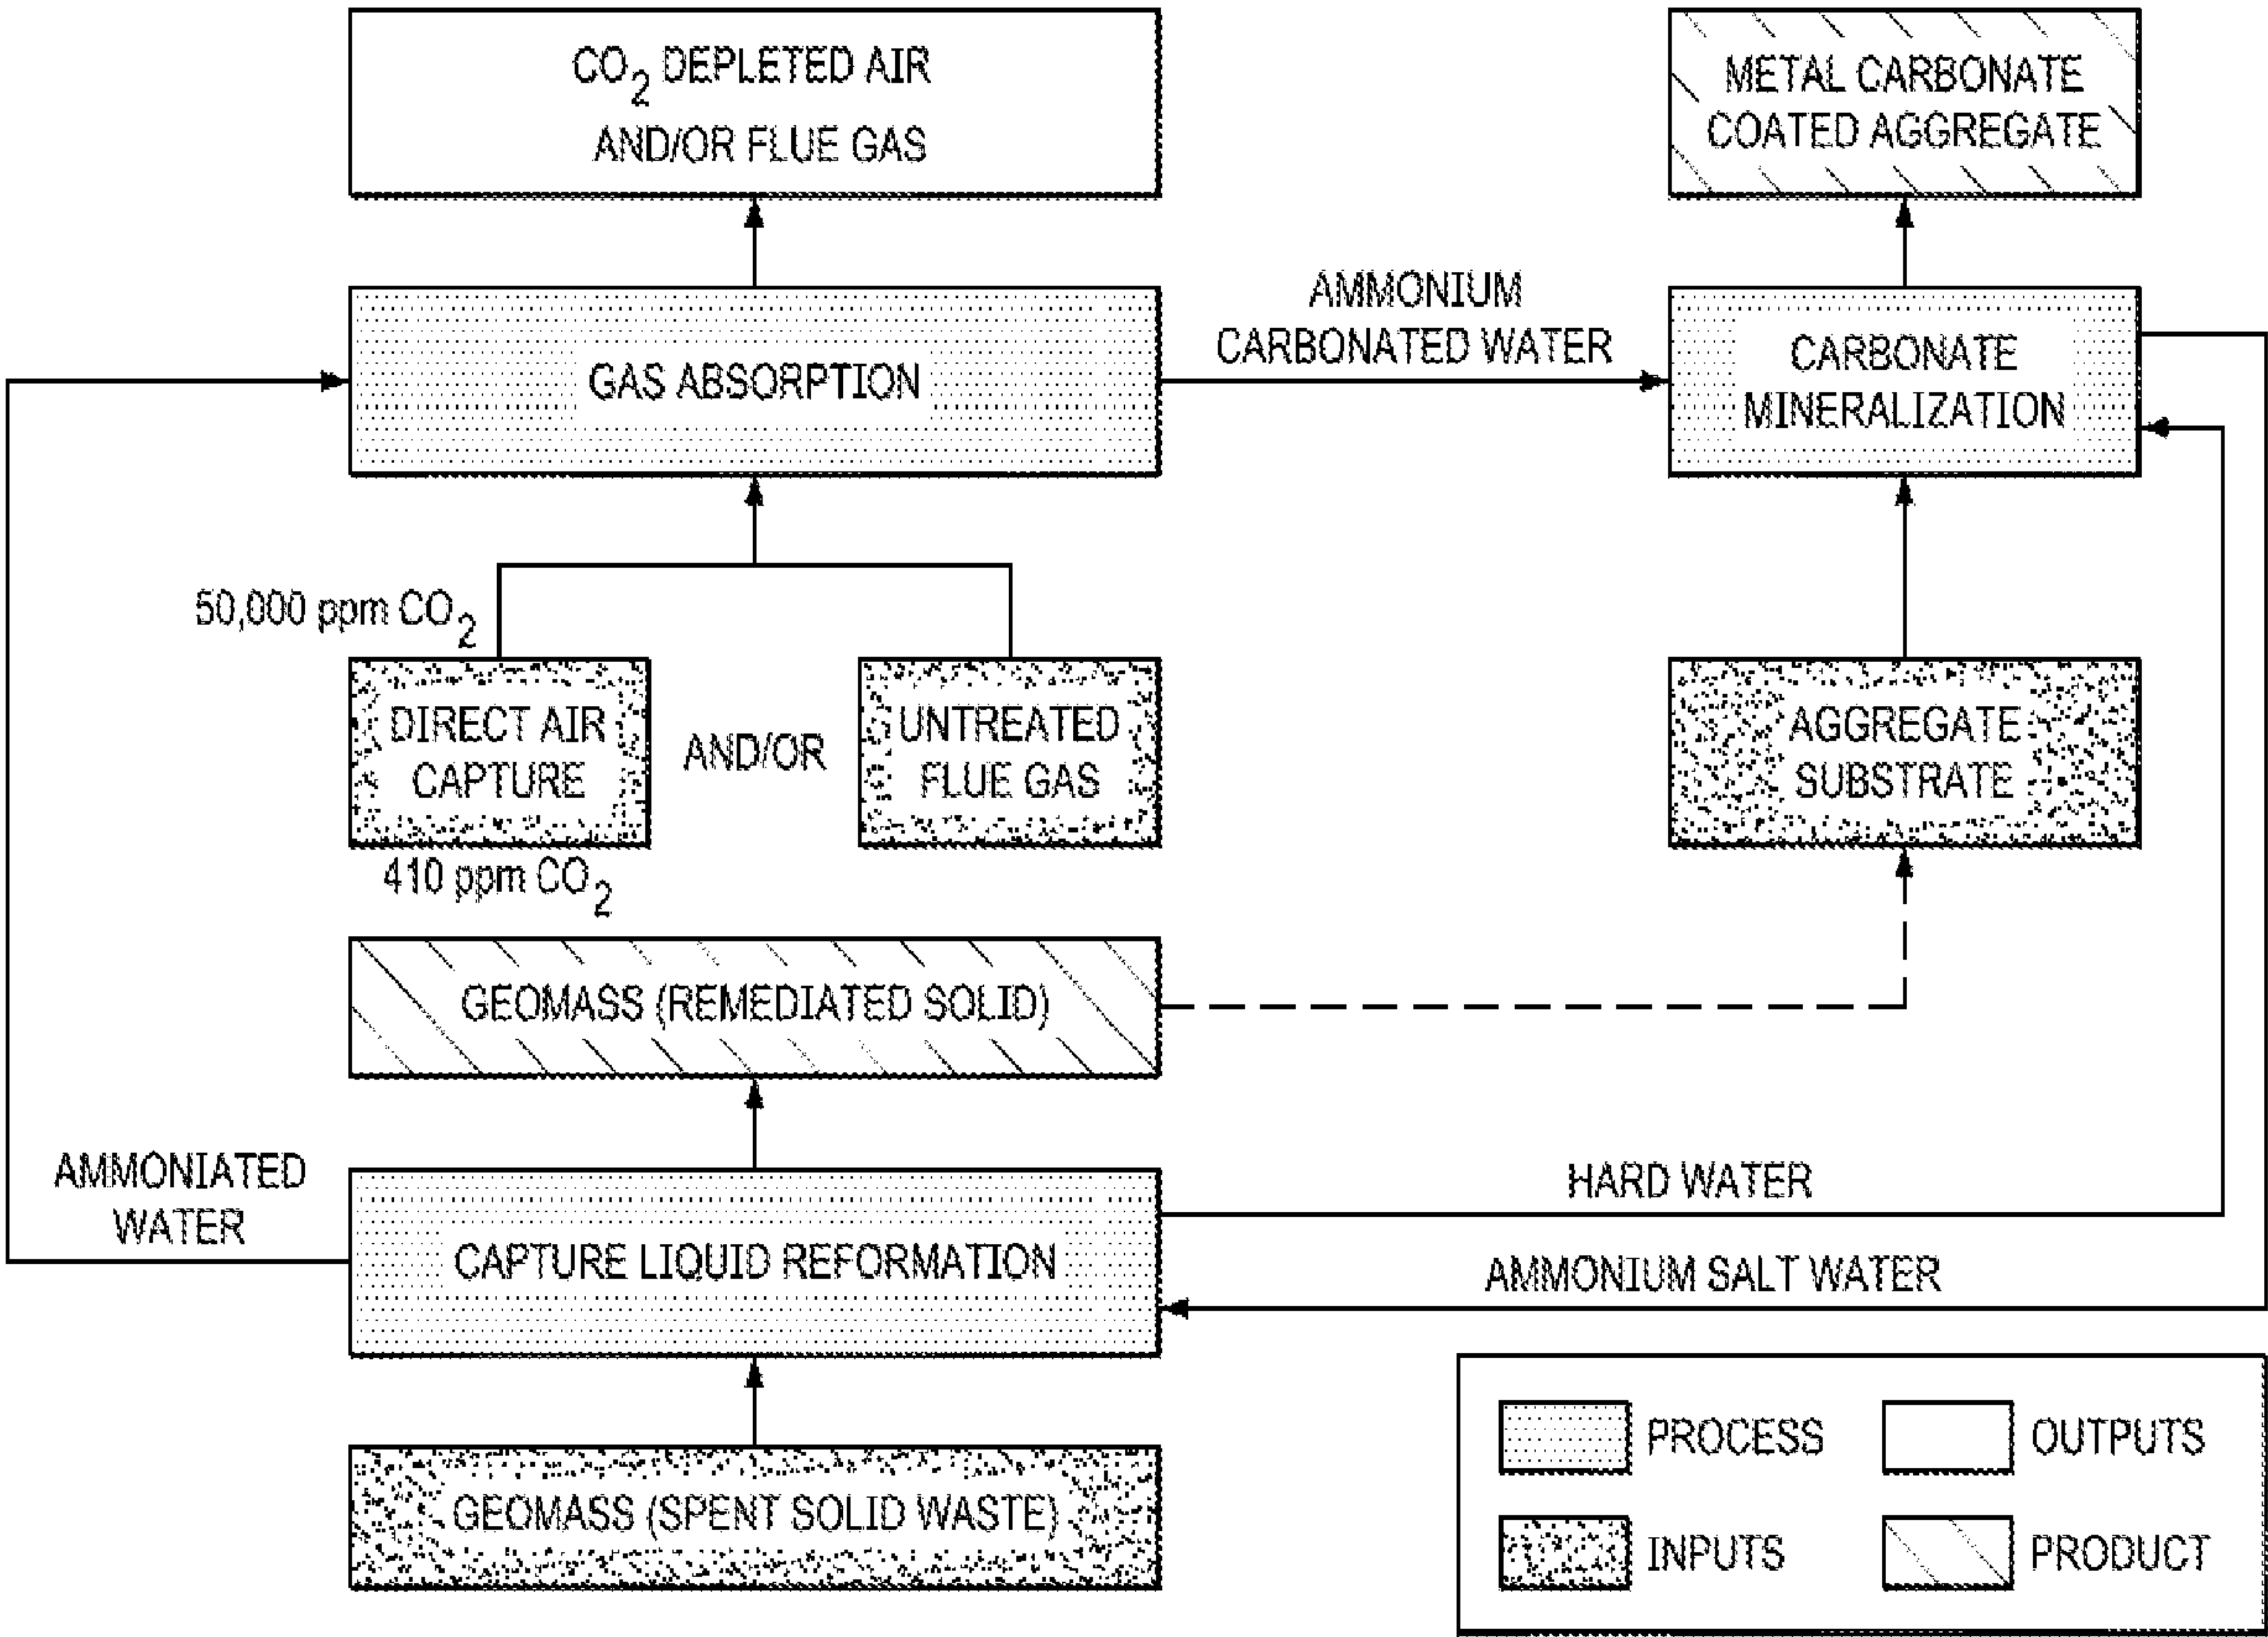 CO2 DEPLETED AIR
AND/OR FLUE GAS
METAL CARBONATE
COATED AGGREGATE
GAS ABSORPTION
AMMONIUM
CARBONATED WATER
CARBONATE
MINERALIZATION
50,000 ppm CO2
DIRECT AIR
CAPTURE
AND/OR
UNTREATED
FLUE GAS
AGGREGATE
SUBSTRATE
410 ppm CO2
GEOMASS (REMEDIATED SOLID)
AMMONIATED
WATER
HARD WATER
CAPTURE LIQUID REFORMATION
AMMONIUM SALT WATER
GEOMASS (SPENT SOLID WASTE)
PROCESS
OUTPUTS
INPUTS
PRODUCT